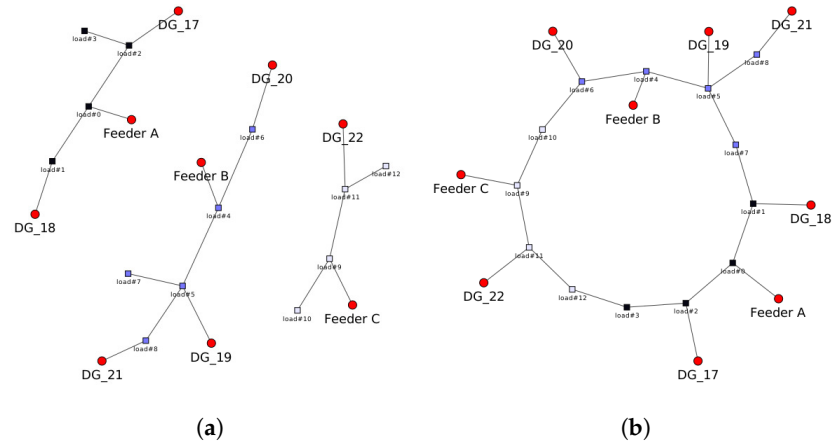 DG_17
load#3
load#2
load#0
Feeder A
load#1
DG_18
DG_20
load#6
Feeder B
load#4
load#7
load#5
load#8
DG_19
DG_21
DG_22
load#12
load#11
load#9
Feeder C
load#10
(a)
DG_20
DG_19
DG_21
load#8
load#4
load#6
load#5
Feeder B
load#10
load#7
Feeder C
load#9
load#1
DG_18
load#11
load#0
DG_22
load#12
load#3
load#2
Feeder A
DG_17
(b)